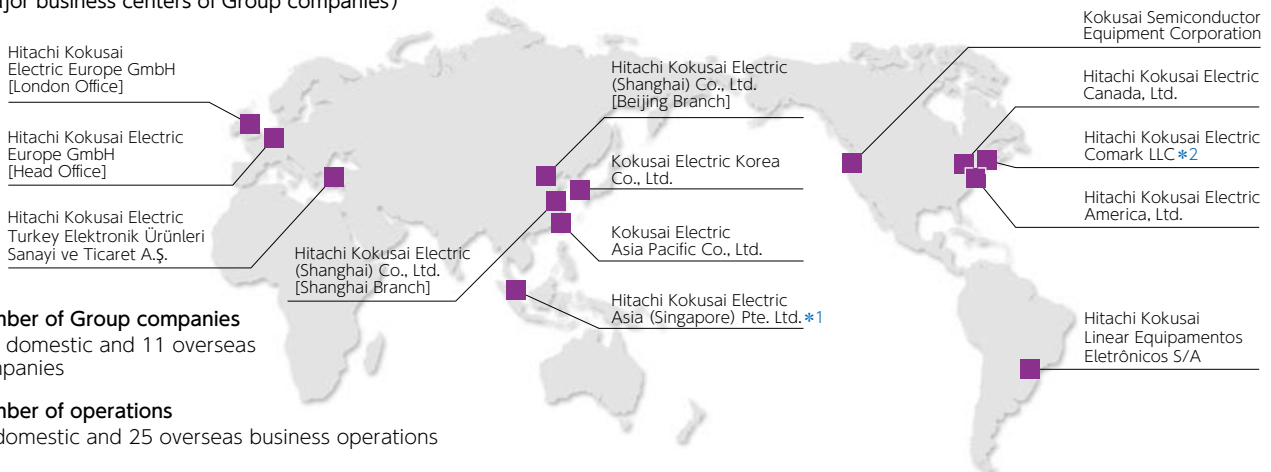 business centers of Group companies)
Hitachi Kokusai
Electric Europe GmbH
[London Office]
Hitachi Kokusai Electric
Europe GmbH
[Head Office]
Hitachi Kokusai Electric
Turkey Elektronik Ürünleri
Sanayi ve Ticaret A.Ş.
Hitachi Kokusai Electric
(Shanghai) Co., Ltd.
[Shanghai Branch]
Hitachi Kokusai Electric
(Shanghai) Co., Ltd.
[Beijing Branch]
Kokusai Electric Korea
Co., Ltd.
Kokusai Electric
Asia Pacific Co., Ltd.
Hitachi Kokusai Electric
Asia (Singapore) Pte. Ltd.*1
Kokusai Semiconductor
Equipment Corporation
Hitachi Kokusai Electric
Canada, Ltd.
Hitachi Kokusai Electric
Comark LLC*2
Hitachi Kokusai Electric
America, Ltd.
Hitachi Kokusai
Linear Equipamentos
Eletrônicos S/A
of Group companies
domestic and 11 overseas
of operations
domestic and 25 overseas business operations